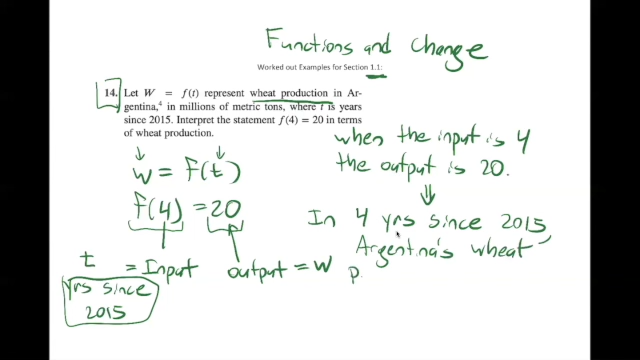 Functions and Change
Worked out Examples for Section 1.1:
14. Let W = f(t) represent wheat production in Ar-
gentina,⁴ in millions of metric tons, where t is years
since 2015. Interpret the statement f(4) = 20 in terms
of wheat production.
W = f(t)
f(4) = 20
t = Input output = W
yrs since
2015
when the input is 4
the output is 20.
⇓
In 4 yrs since 2015,
Argentina's wheat
p